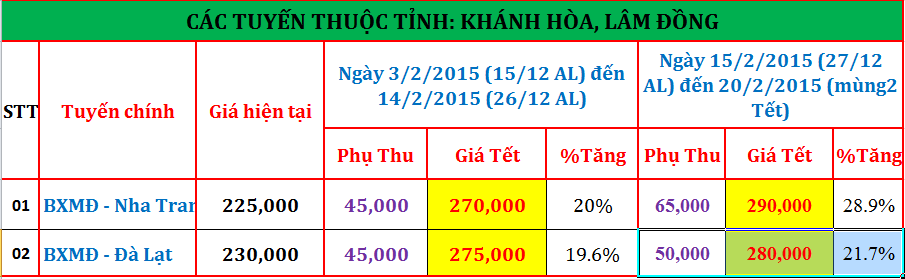 CÁC TUYẾN THUỘC TỈNH: KHÁNH HÒA, LÂM ĐỒNG
STT Tuyến chính Giá hiện tại
Ngày 3/2/2015 (15/12 AL) đến
14/2/2015 (26/12 AL)
Ngày 15/2/2015 (27/12
AL) đến 20/2/2015 (mùng2
Tết)
Phụ Thu Giá Tết %Tăng Phụ Thu Giá Tết %Tăng
01 BXMĐ - Nha Tran 225,000 45,000 270,000 20% 65,000 290,000 28.9%
02 BXMĐ - Đà Lạt 230,000 45,000 275,000 19.6% 50,000 280,000 21.7%